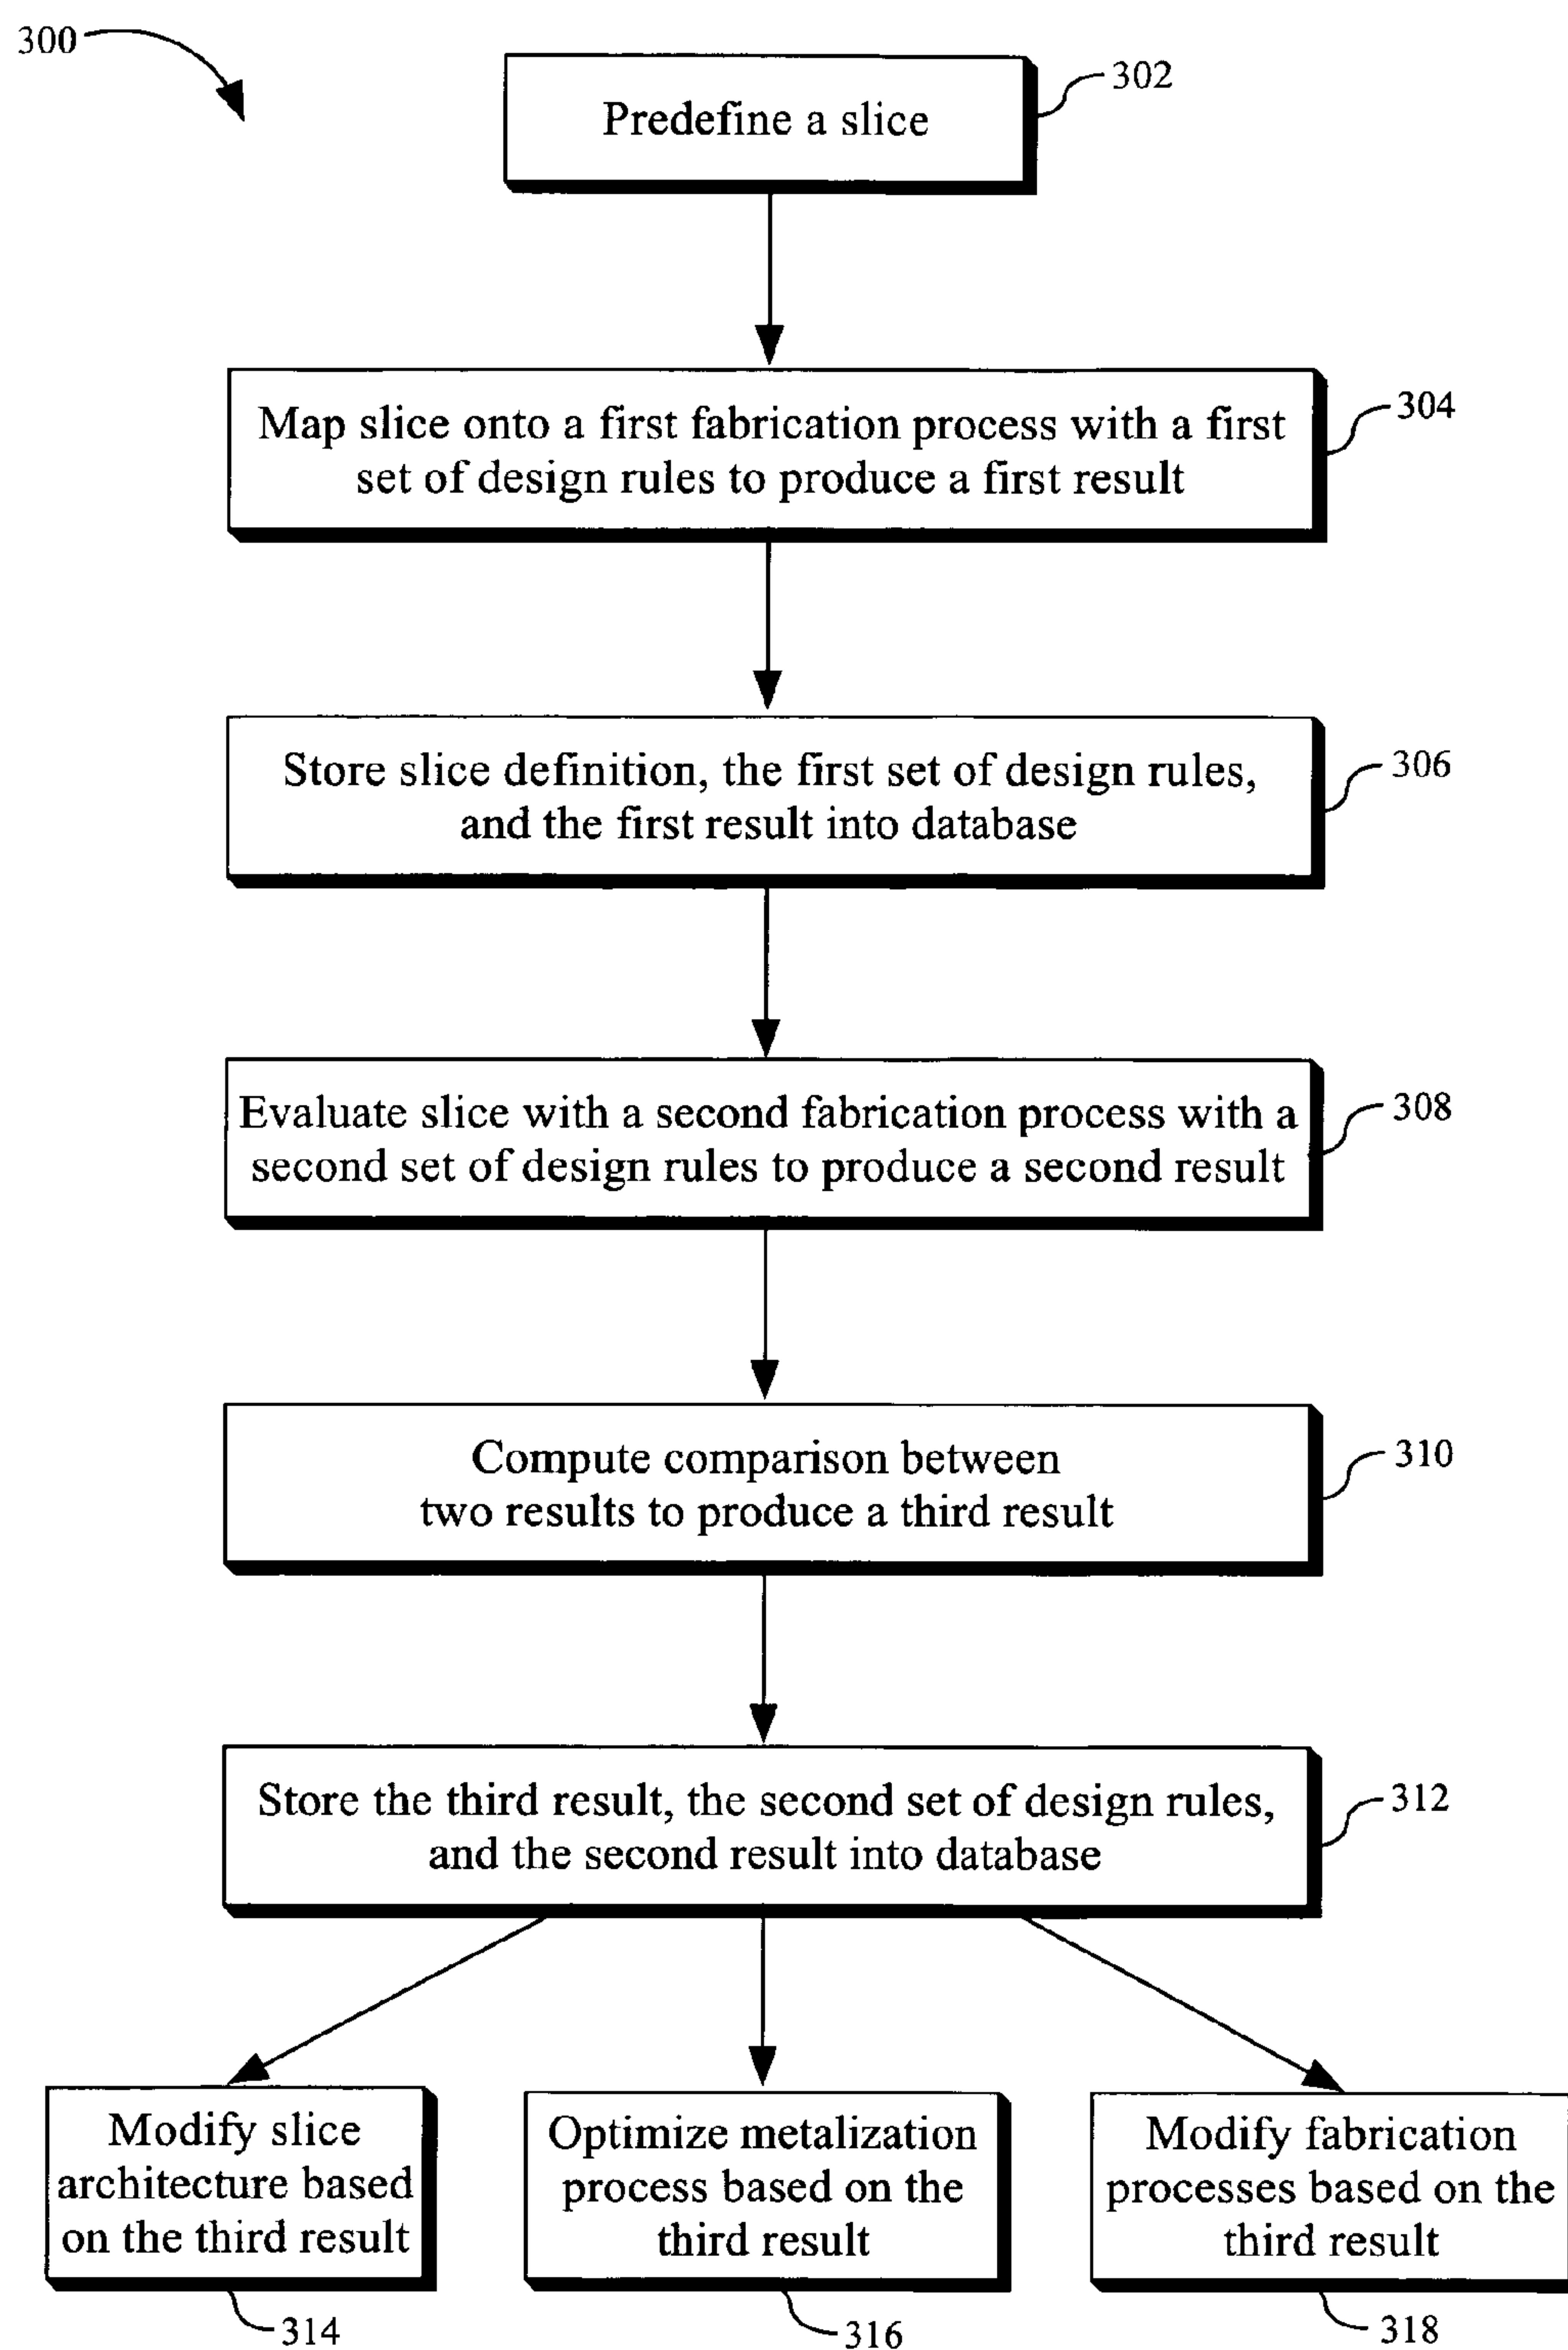 300
Predefine a slice
302
Map slice onto a first fabrication process with a first
set of design rules to produce a first result
304
Store slice definition, the first set of design rules,
and the first result into database
306
Evaluate slice with a second fabrication process with a
second set of design rules to produce a second result
308
Compute comparison between
two results to produce a third result
310
Store the third result, the second set of design rules,
and the second result into database
312
Modify slice
architecture based
on the third result
314
Optimize metalization
process based on the
third result
316
Modify fabrication
processes based on the
third result
318